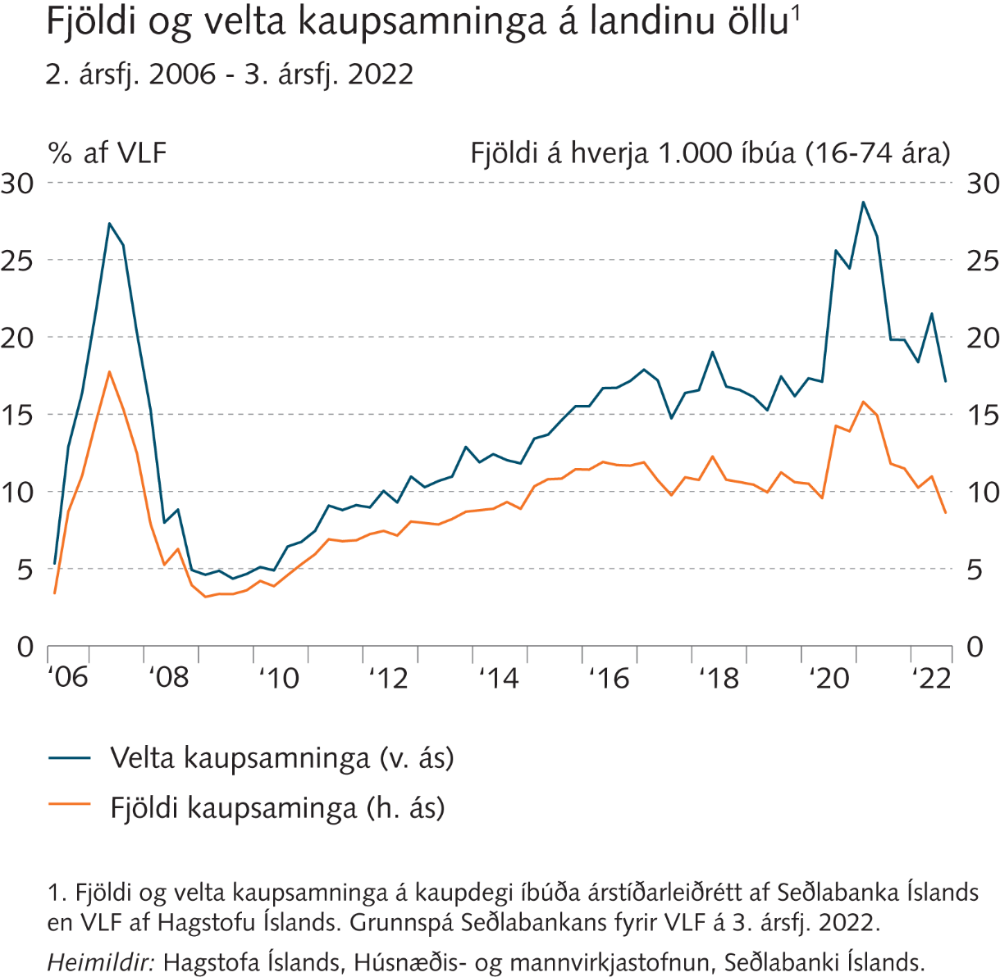 Fjöldi og velta kaupsamninga á landinu öllu¹
2. ársfj. 2006 - 3. ársfj. 2022
% af VLF Fjöldi á hverja 1.000 íbúa (16-74 ára)
30 30
25 25
20 20
15 15
10 10
5 5
0 0
‘06 ‘08 ‘10 ‘12 ‘14 ‘16 ‘18 ‘20 ‘22
Velta kaupsamninga (v. ás)
Fjöldi kaupsaminga (h. ás)
1. Fjöldi og velta kaupsamninga á kaupdegi íbúða árstíðarleiðrétt af Seðlabanka Íslands
en VLF af Hagstofu Íslands. Grunnspá Seðlabankans fyrir VLF á 3. ársfj. 2022.
Heimildir: Hagstofa Íslands, Húsnæðis- og mannvirkjastofnun, Seðlabanki Íslands.